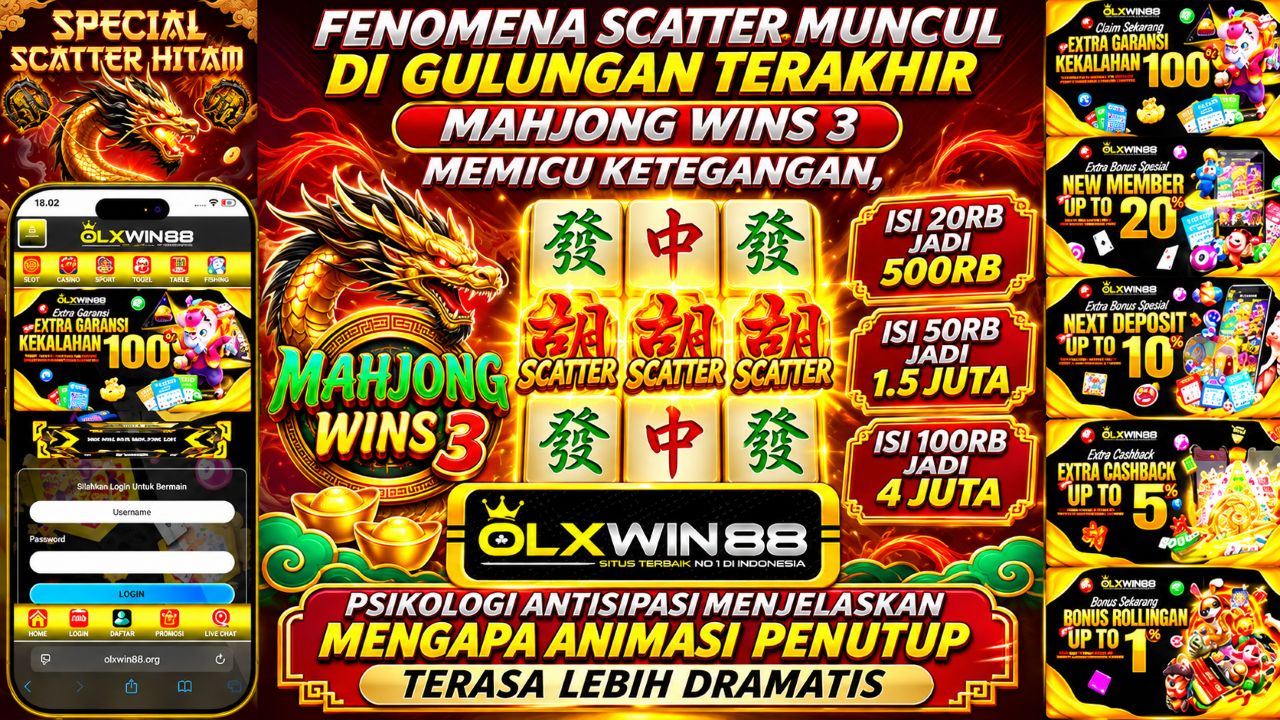 SPECIAL
SCATTER HITAM
18.02
OLXWIN88
SLOT CASINO SPORT TOGEL TABLE FISHING
OLXWIN88
Extra Garansi
EXTRA GARANSI
KEKALAHAN 100%
Silahkan Login Untuk Bermain
Username
Password
LOGIN
HOME LOGIN DAFTAR PROMOSI LIVE CHAT
olxwin88.org
FENOMENA SCATTER MUNCUL
DI GULUNGAN TERAKHIR
MAHJONG WINS 3
MEMICU KETEGANGAN,
發 中 發
胡 胡 胡
SCATTER SCATTER SCATTER
發 中 發
MAHJONG
WINS 3
ISI 20RB
JADI
500RB
ISI 50RB
JADI
1.5 JUTA
ISI 100RB
JADI
4 JUTA
OLXWIN88
SITUS TERBAIK NO 1 DI INDONESIA
PSIKOLOGI ANTISIPASI MENJELASKAN
MENGAPA ANIMASI PENUTUP
TERASA LEBIH DRAMATIS
OLXWIN88
Claim Sekarang
EXTRA GARANSI
KEKALAHAN 100%
OLXWIN88
Extra Bonus Spesial
NEW MEMBER
UP TO 20%
OLXWIN88
Extra Bonus Spesial
NEXT DEPOSIT
UP TO 10%
OLXWIN88
Extra Cashback
EXTRA CASHBACK
UP TO 5%
OLXWIN88
Bonus Sekarang
BONUS ROLLINGAN
UP TO 1%